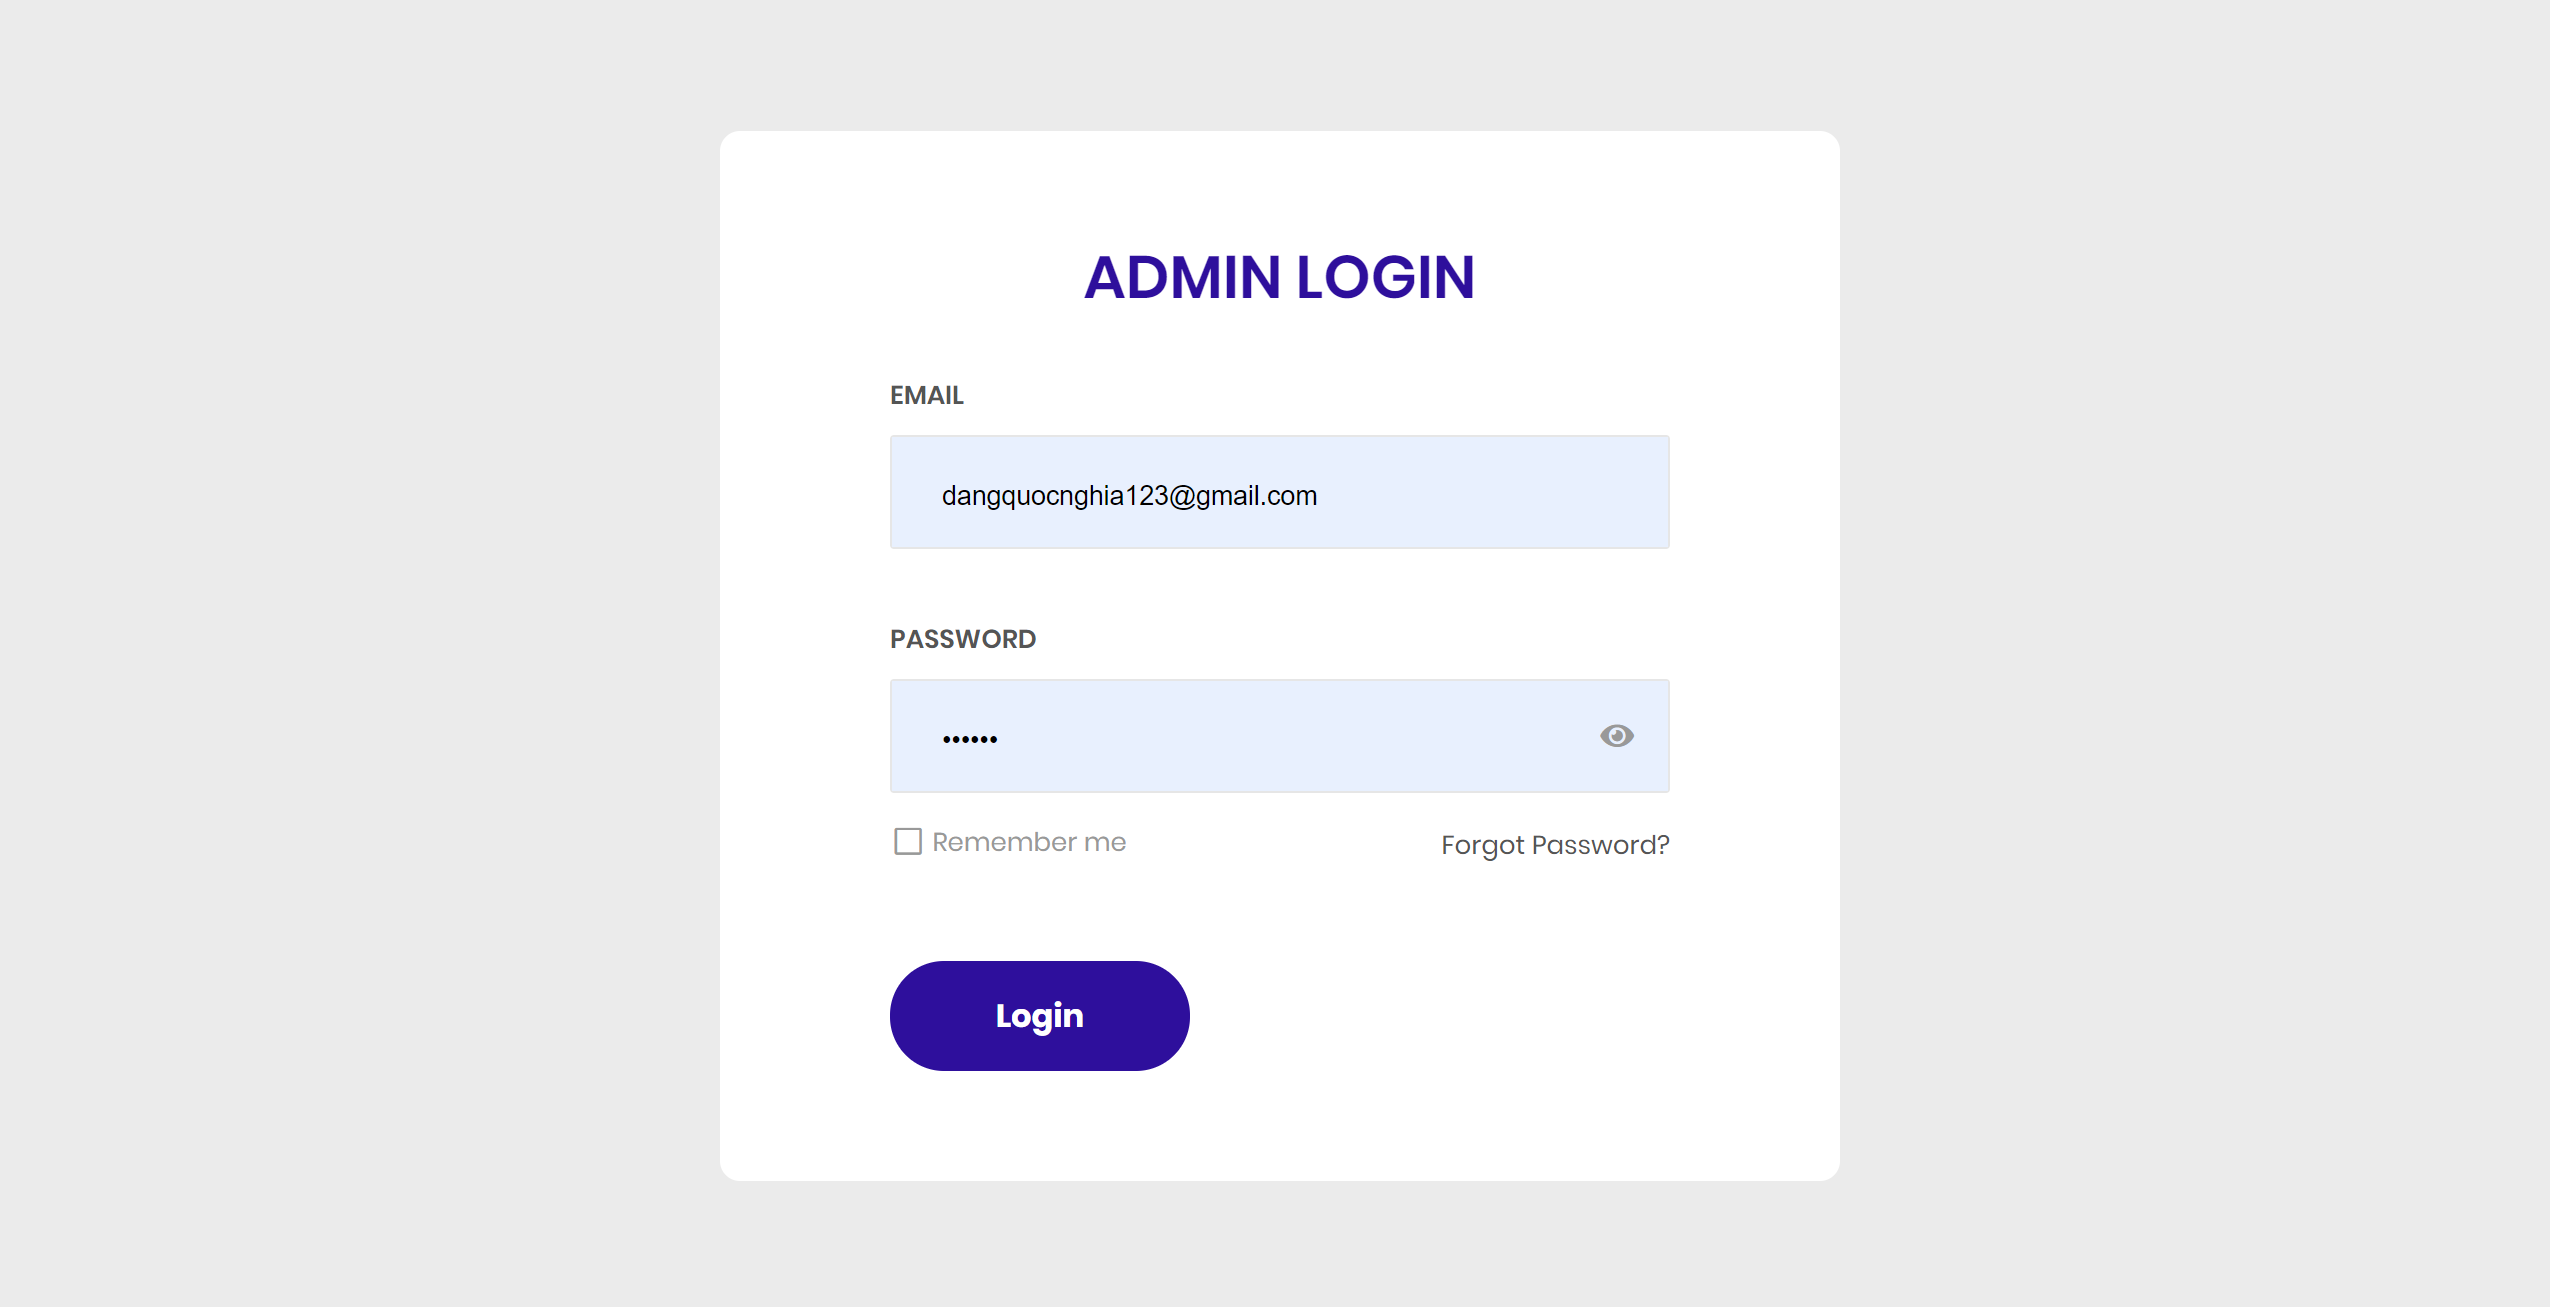 ADMIN LOGIN
EMAIL
dangquocnghia123@gmail.com
PASSWORD
••••••
Remember me
Forgot Password?
Login